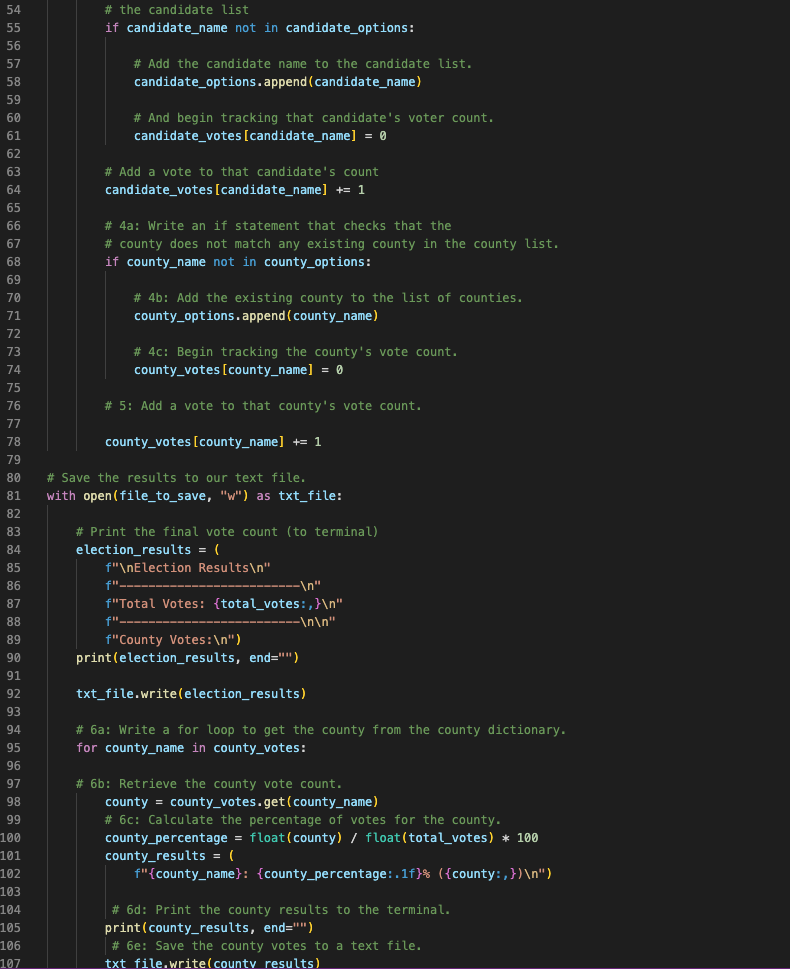 54 # the candidate list
55 if candidate_name not in candidate_options:
56
57 # Add the candidate name to the candidate list.
58 candidate_options.append(candidate_name)
59
60 # And begin tracking that candidate's voter count.
61 candidate_votes[candidate_name] = 0
62
63 # Add a vote to that candidate's count
64 candidate_votes[candidate_name] += 1
65
66 # 4a: Write an if statement that checks that the
67 # county does not match any existing county in the county list.
68 if county_name not in county_options:
69
70 # 4b: Add the existing county to the list of counties.
71 county_options.append(county_name)
72
73 # 4c: Begin tracking the county's vote count.
74 county_votes[county_name] = 0
75
76 # 5: Add a vote to that county's vote count.
77
78 county_votes[county_name] += 1
79
80 # Save the results to our text file.
81 with open(file_to_save, "w") as txt_file:
82
83 # Print the final vote count (to terminal)
84 election_results = (
85 f"\nElection Results\n"
86 f"-------------------------\n"
87 f"Total Votes: {total_votes:,}\n"
88 f"-------------------------\n\n"
89 f"County Votes:\n")
90 print(election_results, end="")
91
92 txt_file.write(election_results)
93
94 # 6a: Write a for loop to get the county from the county dictionary.
95 for county_name in county_votes:
96
97 # 6b: Retrieve the county vote count.
98 county = county_votes.get(county_name)
99 # 6c: Calculate the percentage of votes for the county.
100 county_percentage = float(county) / float(total_votes) * 100
101 county_results = (
102 f"{county_name}: {county_percentage:.1f}% ({county:,})\n")
103
104 # 6d: Print the county results to the terminal.
105 print(county_results, end="")
106 # 6e: Save the county votes to a text file.
107 txt_file.write(county_results)